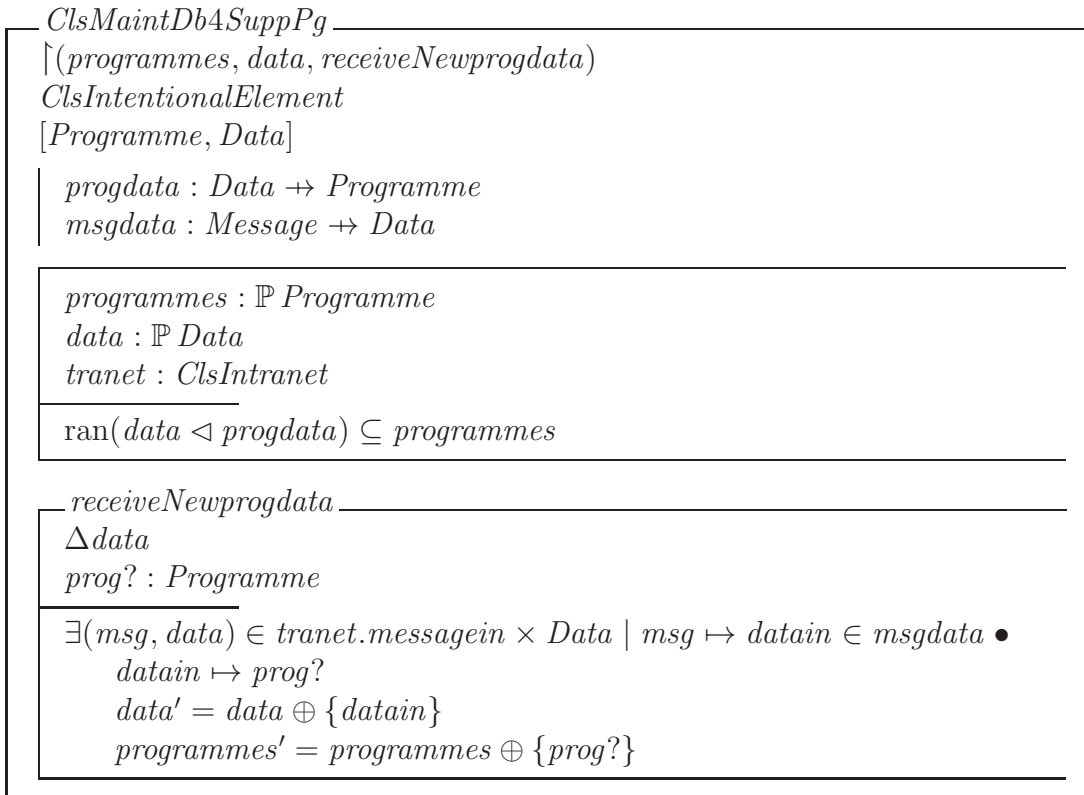 ClsMaintDb4SuppPg
↾(programmes, data, receiveNewprogdata)
ClsIntentionalElement
[Programme, Data]
progdata : Data ⇸ Programme
msgdata : Message ⇸ Data
programmes : ℙ Programme
data : ℙ Data
tranet : ClsIntranet
ran(data ◁ progdata) ⊆ programmes
receiveNewprogdata
Δdata
prog? : Programme
∃(msg, data) ∈ tranet.messagein × Data | msg ↦ datain ∈ msgdata •
datain ↦ prog?
data′ = data ⊕ {datain}
programmes′ = programmes ⊕ {prog?}